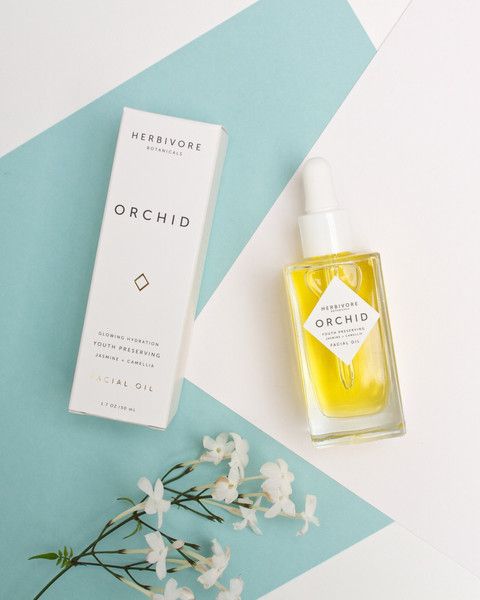 HERBIVORE
BOTANICALS
ORCHID
GLOWING HYDRATION
YOUTH PRESERVING
JASMINE + CAMELLIA
FACIAL OIL
1.7 OZ/50 ML
HERBIVORE
BOTANICALS
ORCHID
YOUTH PRESERVING
JASMINE + CAMELLIA
FACIAL OIL